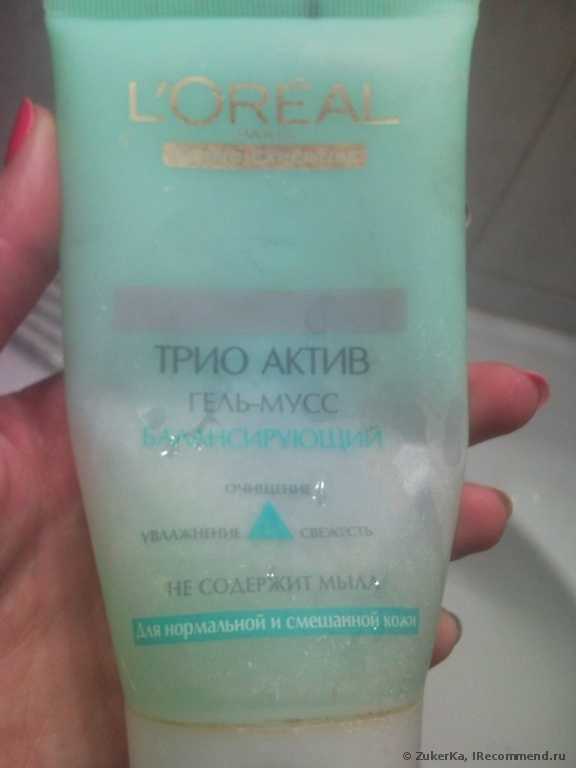 L'ORÉAL
ТРИО АКТИВ
ГЕЛЬ-МУСС
БАЛАНСИРУЮЩИЙ
ОЧИЩЕНИЕ
УВЛАЖНЕНИЕ СВЕЖЕСТЬ
НЕ СОДЕРЖИТ МЫЛА
Для нормальной и смешанной кожи
© ZukerKa, IRecommend.ru